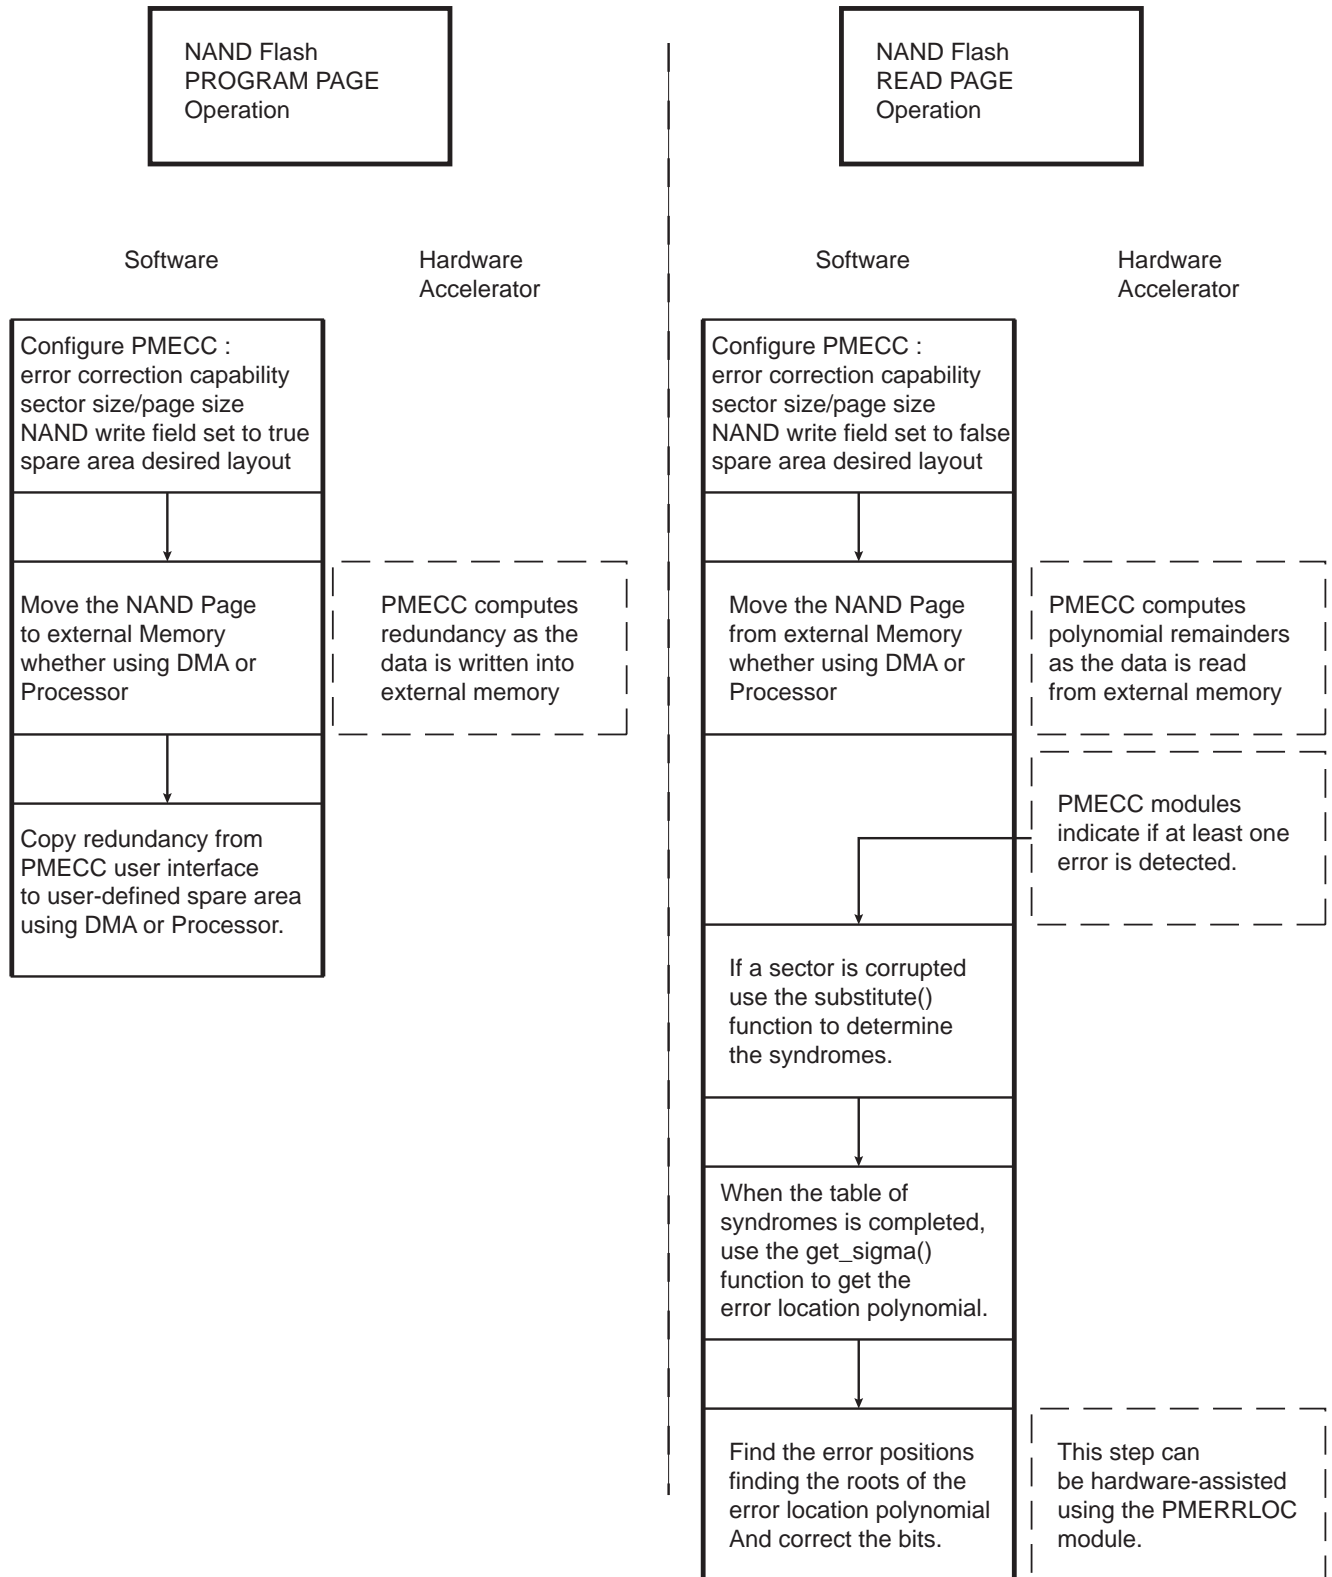 NAND Flash
PROGRAM PAGE
Operation
Software
Hardware
Accelerator
Configure PMECC :
error correction capability
sector size/page size
NAND write field set to true
spare area desired layout
Move the NAND Page
to external Memory
whether using DMA or
Processor
PMECC computes
redundancy as the
data is written into
external memory
Copy redundancy from
PMECC user interface
to user-defined spare area
using DMA or Processor.
NAND Flash
READ PAGE
Operation
Software
Hardware
Accelerator
Configure PMECC :
error correction capability
sector size/page size
NAND write field set to false
spare area desired layout
Move the NAND Page
from external Memory
whether using DMA or
Processor
PMECC computes
polynomial remainders
as the data is read
from external memory
PMECC modules
indicate if at least one
error is detected.
If a sector is corrupted
use the substitute()
function to determine
the syndromes.
When the table of
syndromes is completed,
use the get_sigma()
function to get the
error location polynomial.
Find the error positions
finding the roots of the
error location polynomial
And correct the bits.
This step can
be hardware-assisted
using the PMERRLOC
module.